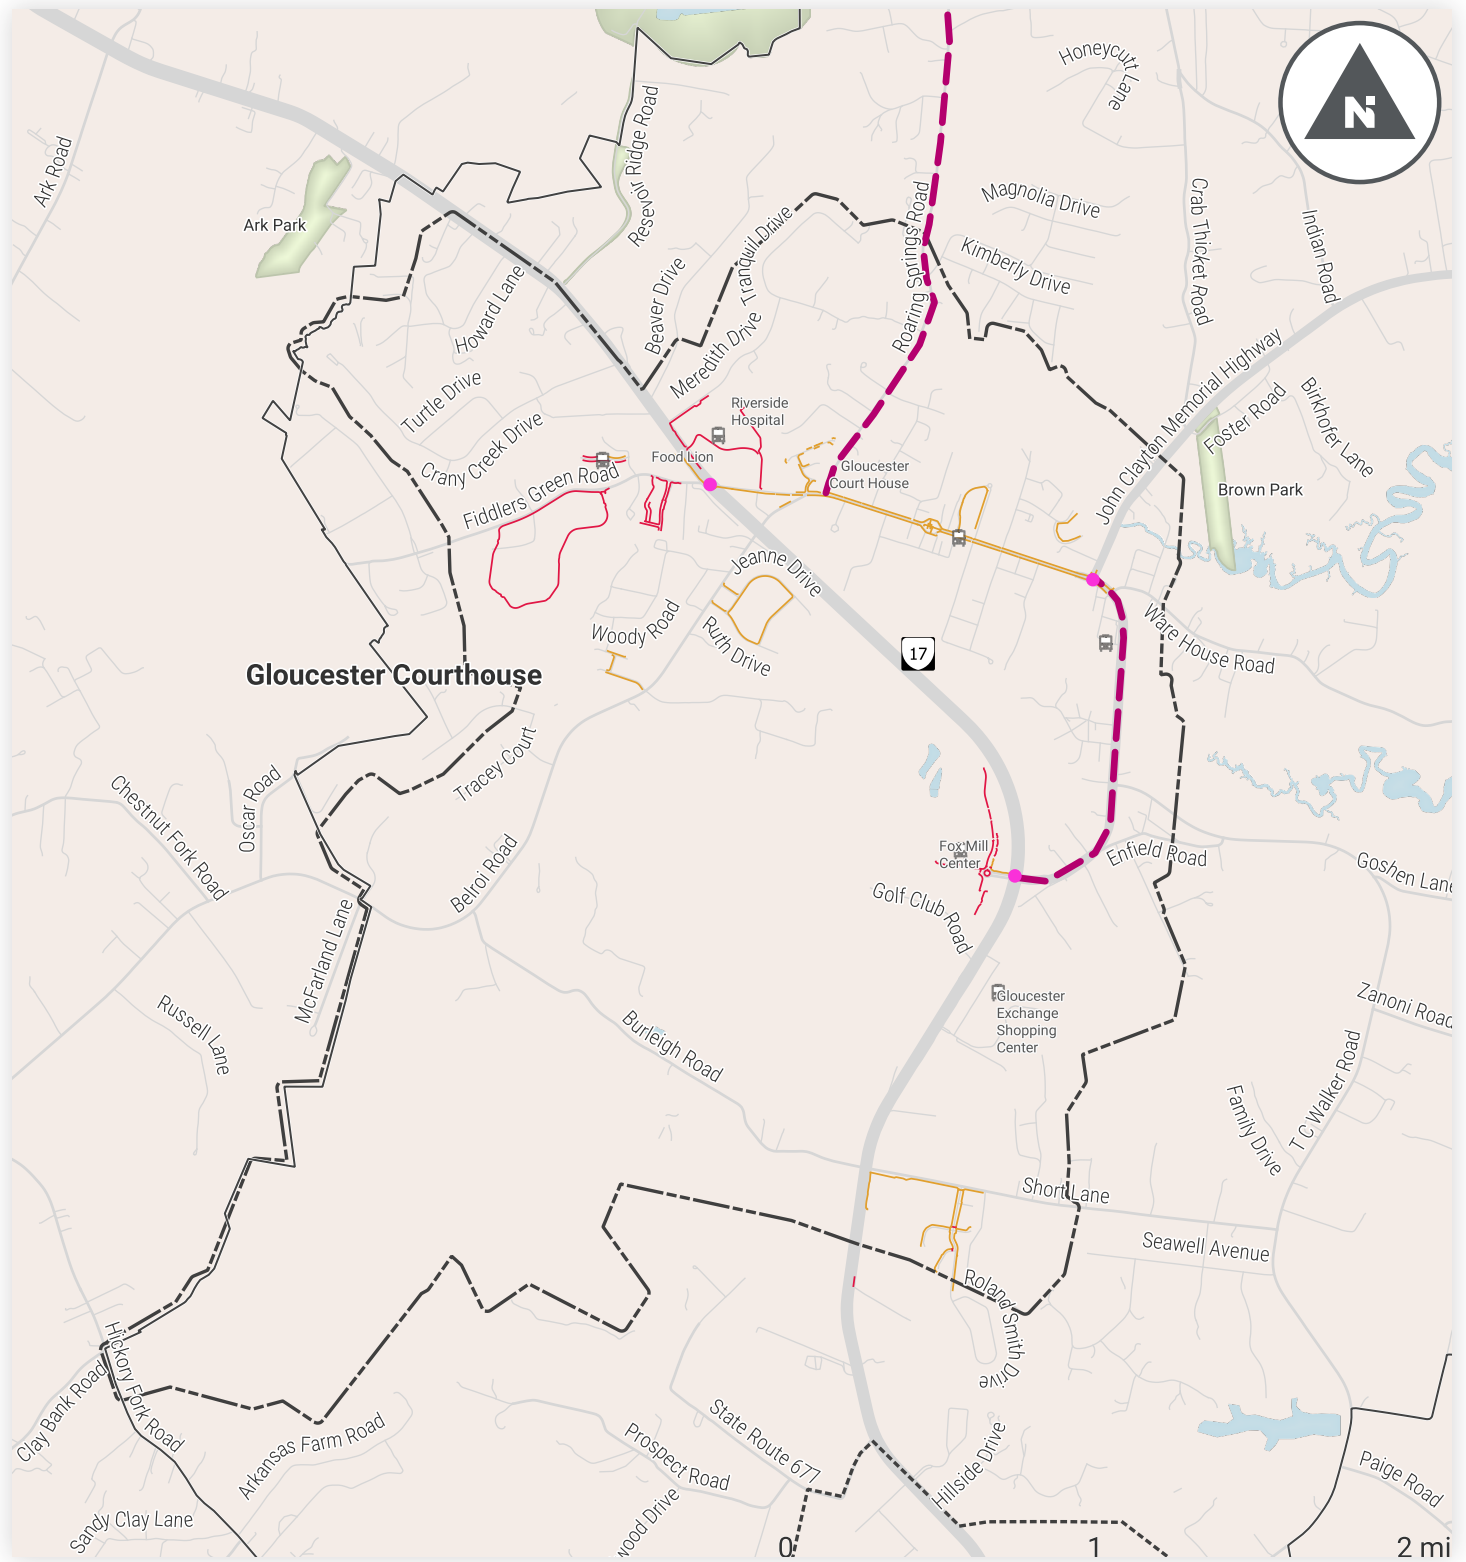 Honeycutt Lane
N
Ark Road
Resevoir Ridge Road
Ark Park
Magnolia Drive
Crab Thicket Road
Indian Road
Tranquil Drive
Roaring Springs Road
Kimberly Drive
Howard Lane
Beaver Drive
Meredith Drive
John Clayton Memorial Highway
Turtle Drive
Foster Road
Birkhofer Lane
Riverside
Hospital
Crany Creek Drive
Food Lion
Gloucester
Court House
Fiddlers Green Road
Brown Park
Jeanne Drive
Woody Road
Ruth Drive
Ware House Road
17
Gloucester Courthouse
Tracey Court
Oscar Road
Chestnut Fork Road
Belroi Road
Fox Mill
Center
Enfield Road
Goshen Lane
Golf Club Road
McFarland Lane
Russell Lane
Gloucester
Exchange
Shopping
Center
Zanoni Road
Burleigh Road
T C Walker Road
Family Drive
Short Lane
Seawell Avenue
Roland Smith Drive
Hickory Fork Road
Clay Bank Road
Arkansas Farm Road
State Route 677
Prospect Road
Hillside Drive
Paige Road
Sandy Clay Lane
wood Drive
0 1 2 mi